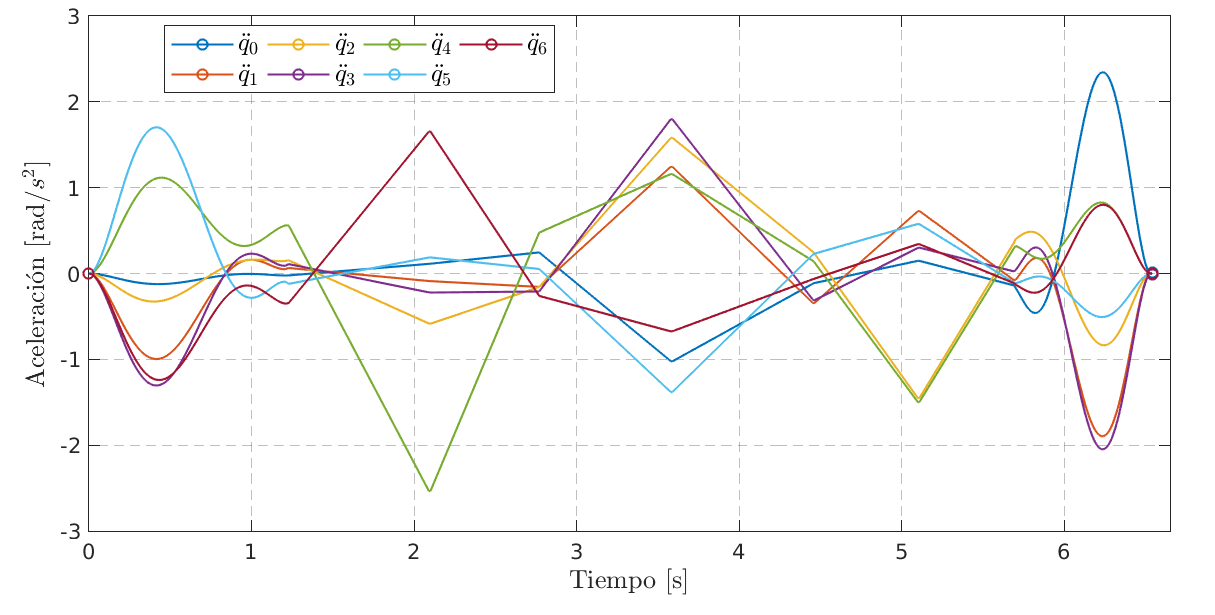 3
2
1
0
-1
-2
-3
Aceleración [rad/s²]
q̈₀ q̈₂ q̈₄ q̈₆
q̈₁ q̈₃ q̈₅
0 1 2 3 4 5 6
Tiempo [s]